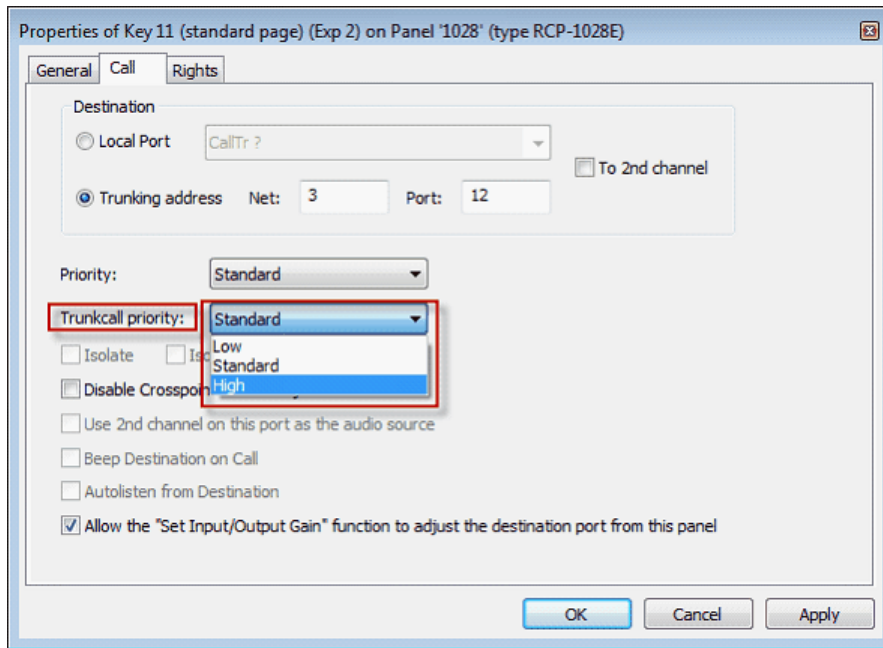 Properties of Key 11 (standard page) (Exp 2) on Panel '1028' (type RCP-1028E)
General Call Rights
Destination
Local Port CallTr ?
To 2nd channel
Trunking address Net: 3 Port: 12
Priority: Standard
Trunkcall priority: Standard
Low
Isolate
Standard
High
Disable
Use 2nd channel on this port as the audio source
Beep Destination on Call
Autolisten from Destination
Allow the "Set Input/Output Gain" function to adjust the destination port from this panel
OK Cancel Apply